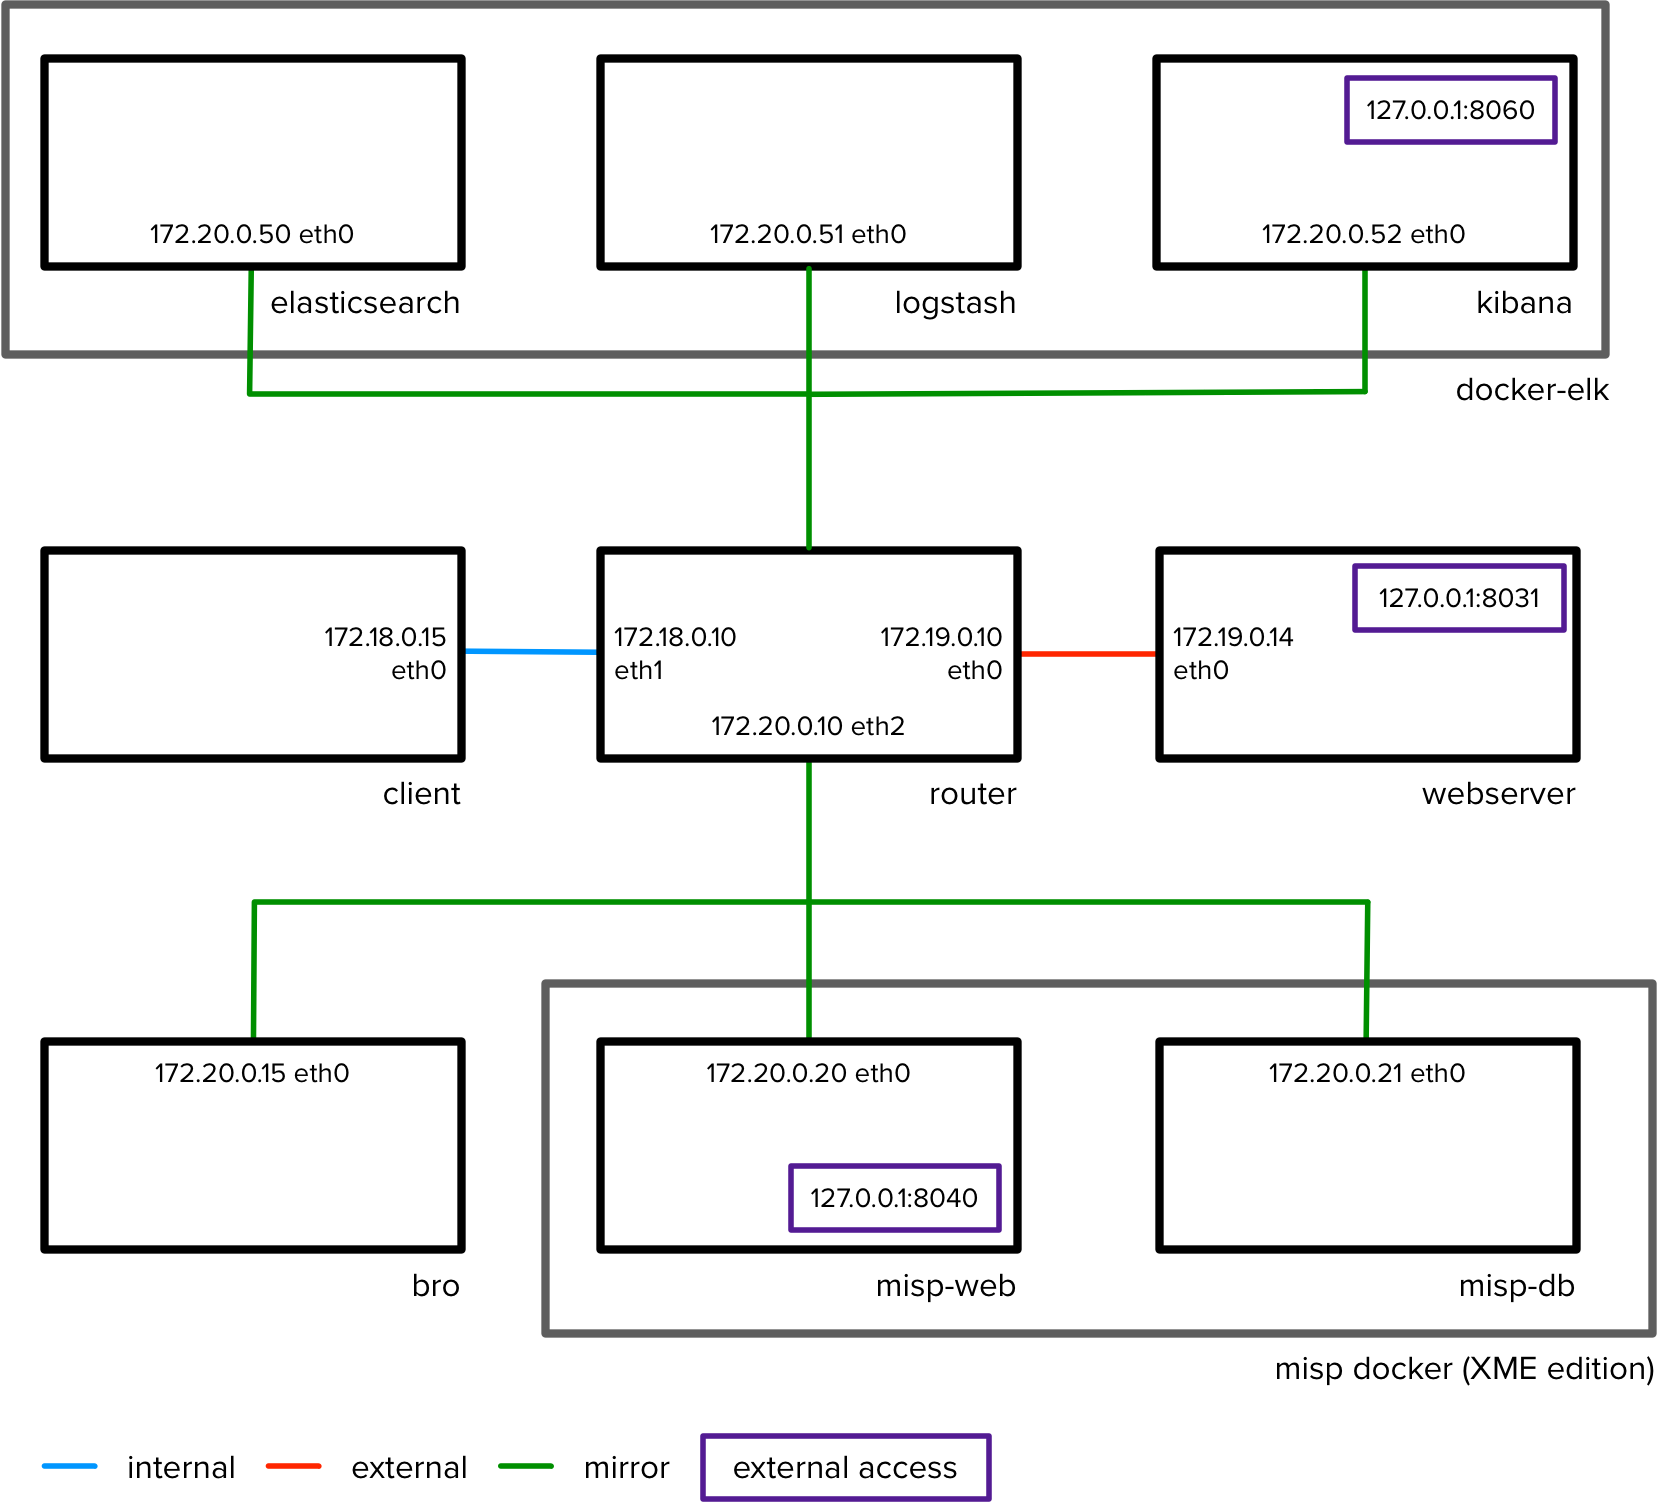 127.0.0.1:8060
172.20.0.50 eth0
172.20.0.51 eth0
172.20.0.52 eth0
elasticsearch
logstash
kibana
docker-elk
127.0.0.1:8031
172.18.0.15
eth0
172.18.0.10
eth1
172.19.0.10
eth0
172.19.0.14
eth0
172.20.0.10 eth2
client
router
webserver
172.20.0.15 eth0
172.20.0.20 eth0
172.20.0.21 eth0
127.0.0.1:8040
bro
misp-web
misp-db
misp docker (XME edition)
internal
external
mirror
external access